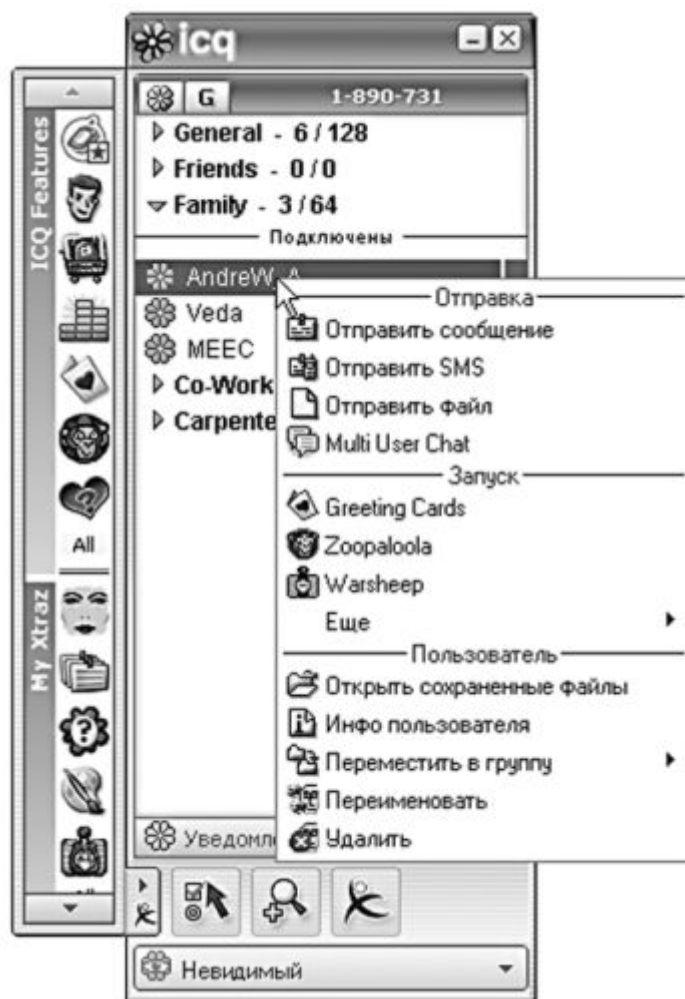 icq
G 1-890-731
General - 6/128
Friends - 0/0
Family - 3/64
Подключены
AndreW_A
Veda
MEEC
Co-Work
Carpente
ICQ Features
All
My Xtraz
Отправка
Отправить сообщение
Отправить SMS
Отправить файл
Multi User Chat
Запуск
Greeting Cards
Zoopaloola
Warsheep
Еще
Пользователь
Открыть сохраненные файлы
Инфо пользователя
Переместить в группу
Переименовать
Удалить
Уведомле
Невидимый